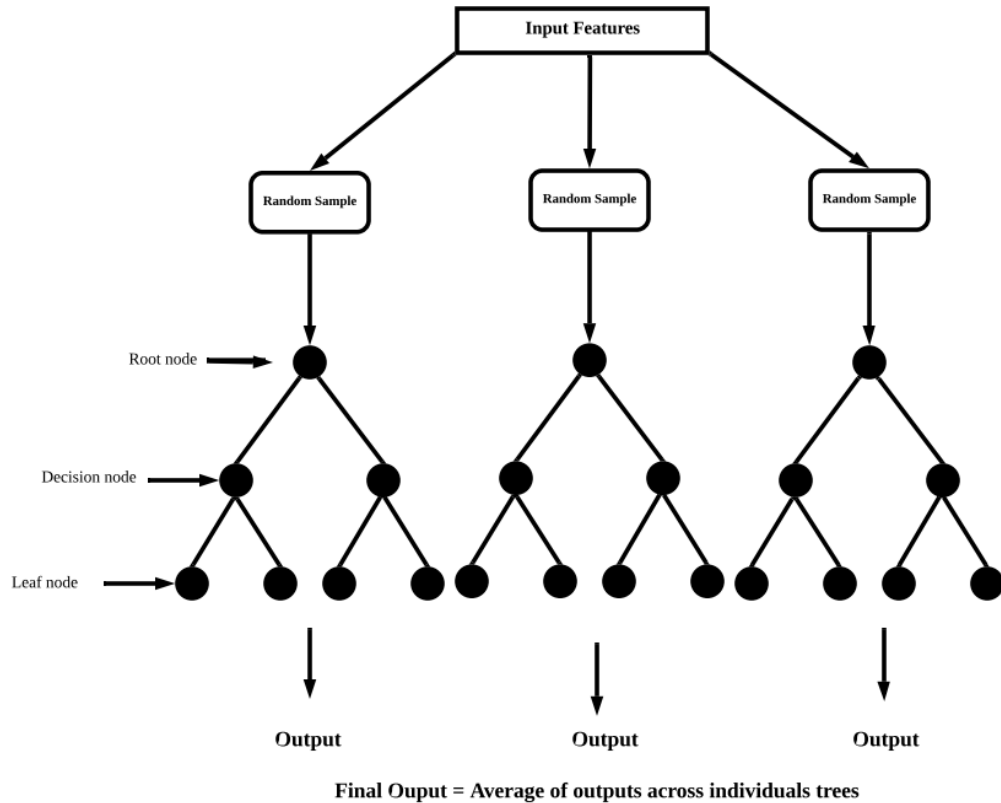 Input Features
Random Sample
Random Sample
Random Sample
Root node
Decision node
Leaf node
Output
Output
Output
Final Ouput = Average of outputs across individuals trees